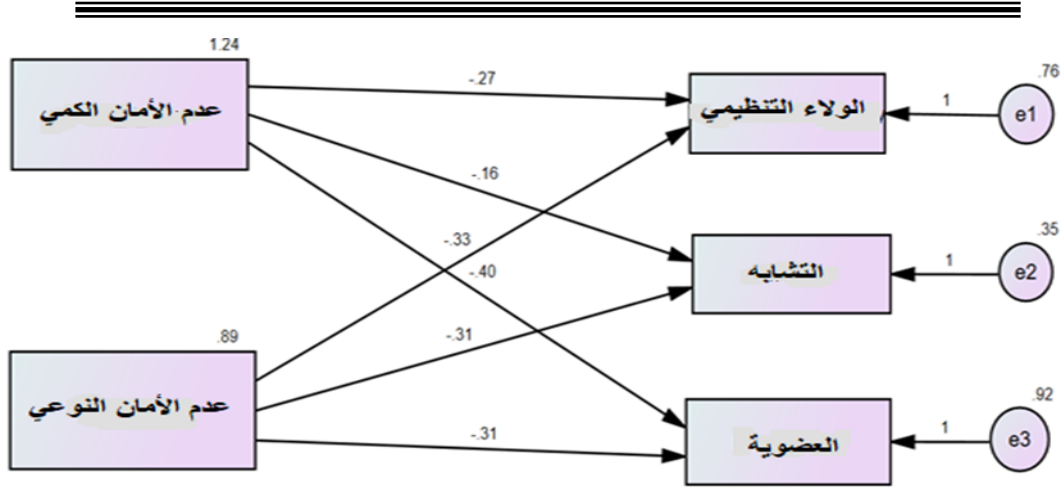 1.24
عدم الأمان الكمي
-.27
الولاء التنظيمي
1
.76
e1
-.16
-.33
-.40
التشابه
1
.35
e2
.89
عدم الأمان النوعي
-.31
-.31
العضوية
1
.92
e3